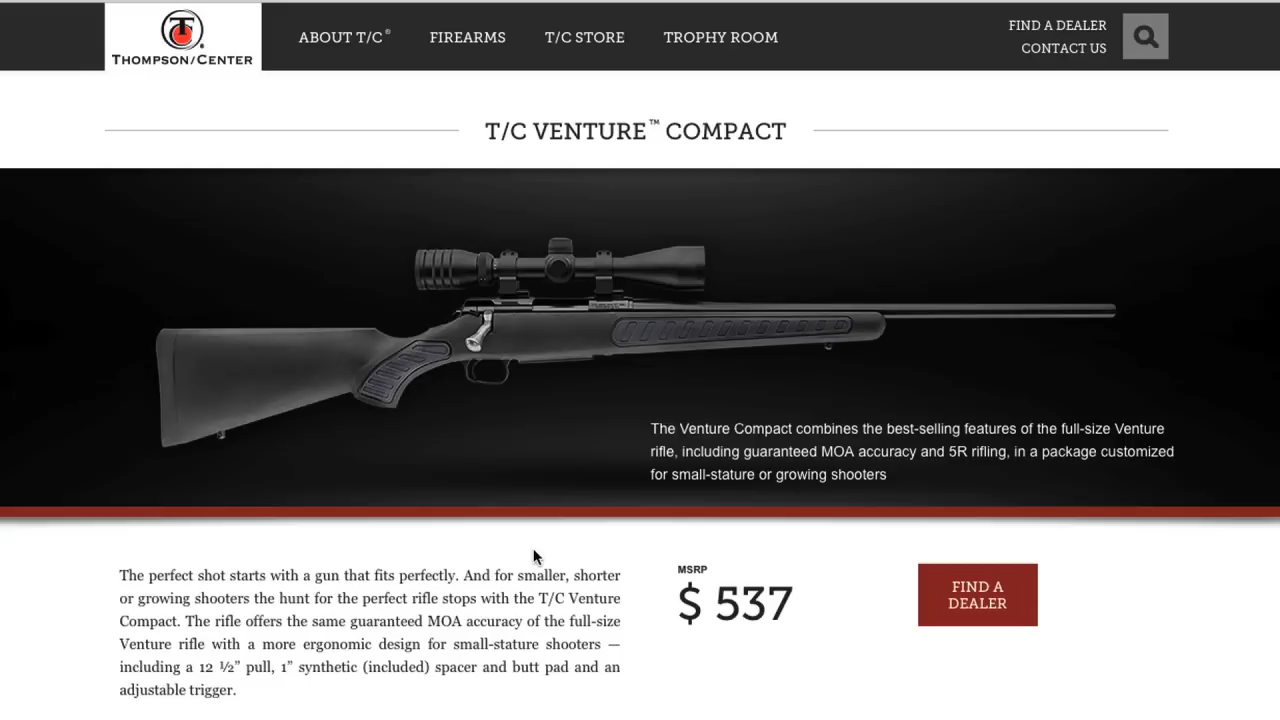 THOMPSON/CENTER
ABOUT T/C®
FIREARMS
T/C STORE
TROPHY ROOM
FIND A DEALER
CONTACT US
T/C VENTURE™ COMPACT
The Venture Compact combines the best-selling features of the full-size Venture
rifle, including guaranteed MOA accuracy and 5R rifling, in a package customized
for small-stature or growing shooters
The perfect shot starts with a gun that fits perfectly. And for smaller, shorter
or growing shooters the hunt for the perfect rifle stops with the T/C Venture
Compact. The rifle offers the same guaranteed MOA accuracy of the full-size
Venture rifle with a more ergonomic design for small-stature shooters —
including a 12 ½” pull, 1” synthetic (included) spacer and butt pad and an
adjustable trigger.
MSRP
$ 537
FIND A
DEALER